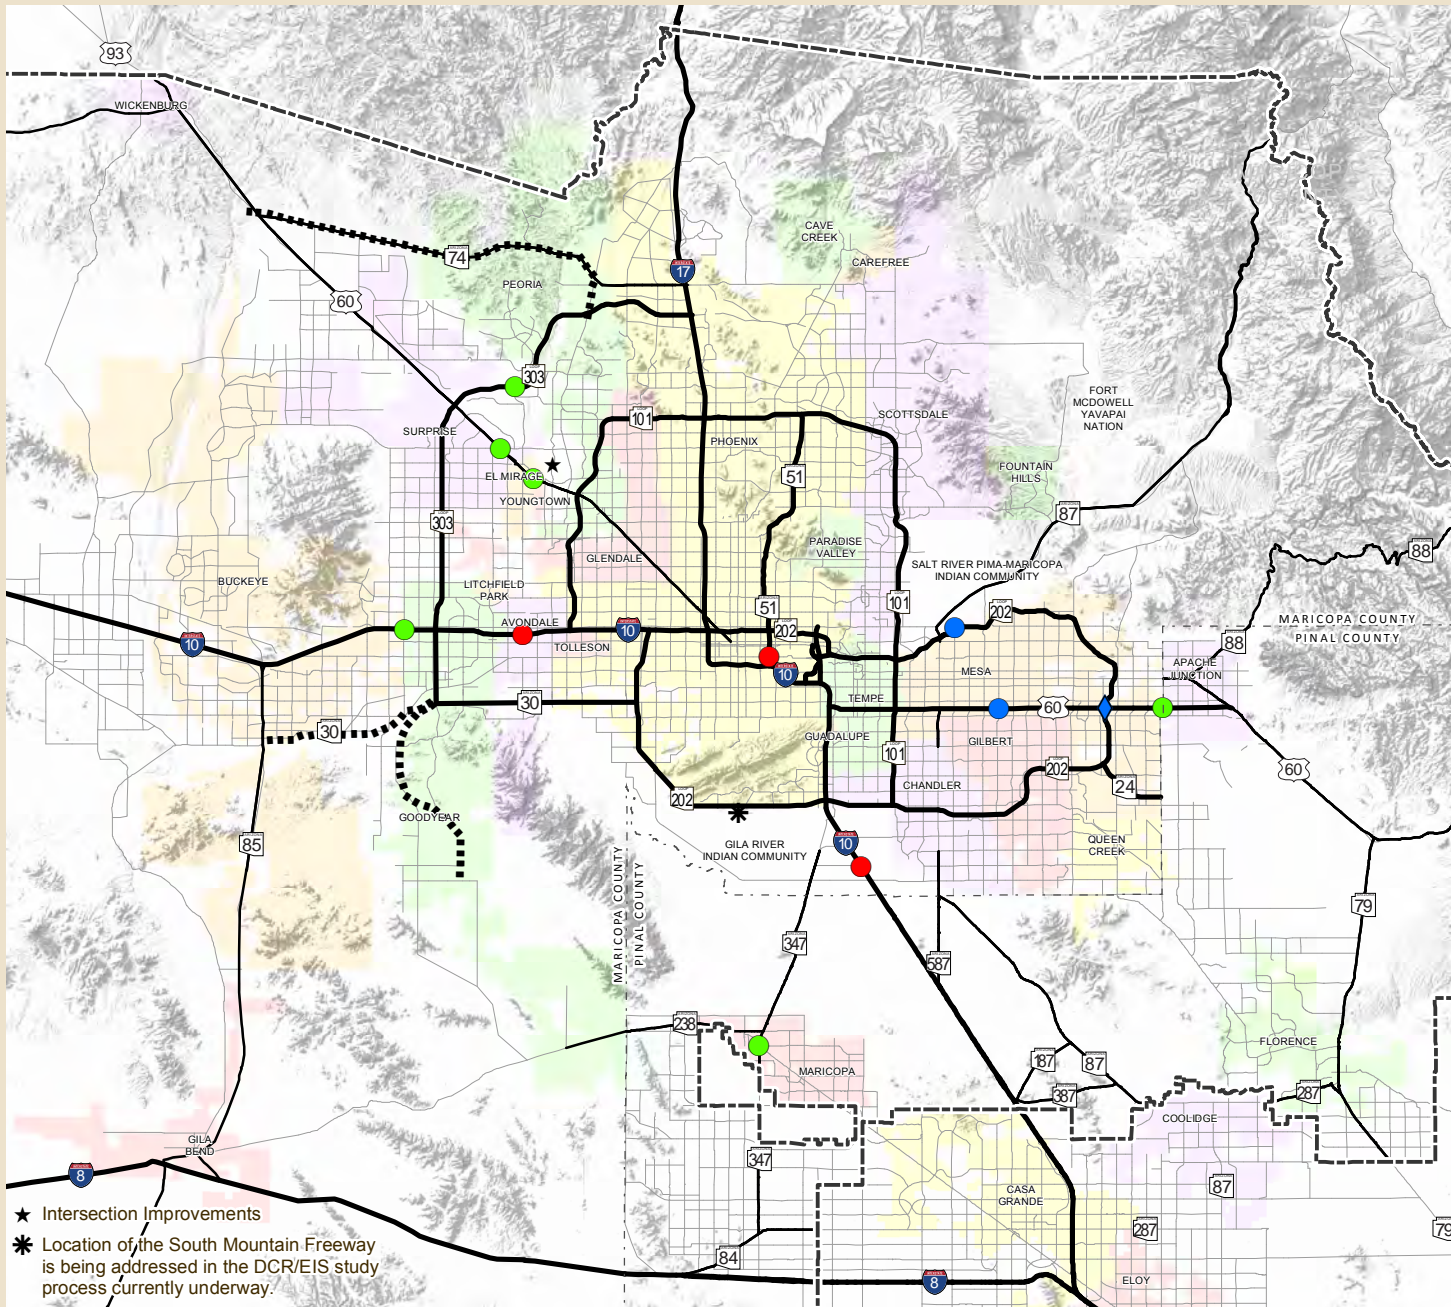 93
WICKENBURG
CAVE
CREEK
CAREFREE
74
17
PEORIA
60
303
FORT
MCDOWELL
YAVAPAI
NATION
101
SCOTTSDALE
SURPRISE
PHOENIX
EL MIRAGE
51
FOUNTAIN
HILLS
YOUNGTOWN
87
303
PARADISE
VALLEY
88
GLENDALE
SALT RIVER PIMA-MARICOPA
INDIAN COMMUNITY
BUCKEYE
LITCHFIELD
PARK
51
101
202
AVONDALE
10
202
MARICOPA COUNTY
PINAL COUNTY
10
TOLLESON
88
10
MESA
APACHE
JUNCTION
30
TEMPE
60
30
GUADALUPE
GILBERT
101
202
60
CHANDLER
24
202
GOODYEAR
85
10
GILA RIVER
INDIAN COMMUNITY
QUEEN
CREEK
MARICOPA COUNTY
PINAL COUNTY
79
347
587
238
FLORENCE
187
87
MARICOPA
387
287
COOLIDGE
GILA
BEND
347
8
87
CASA
GRANDE
287
79
84
8
ELOY
Intersection Improvements
Location of the South Mountain Freeway
is being addressed in the DCR/EIS study
process currently underway.